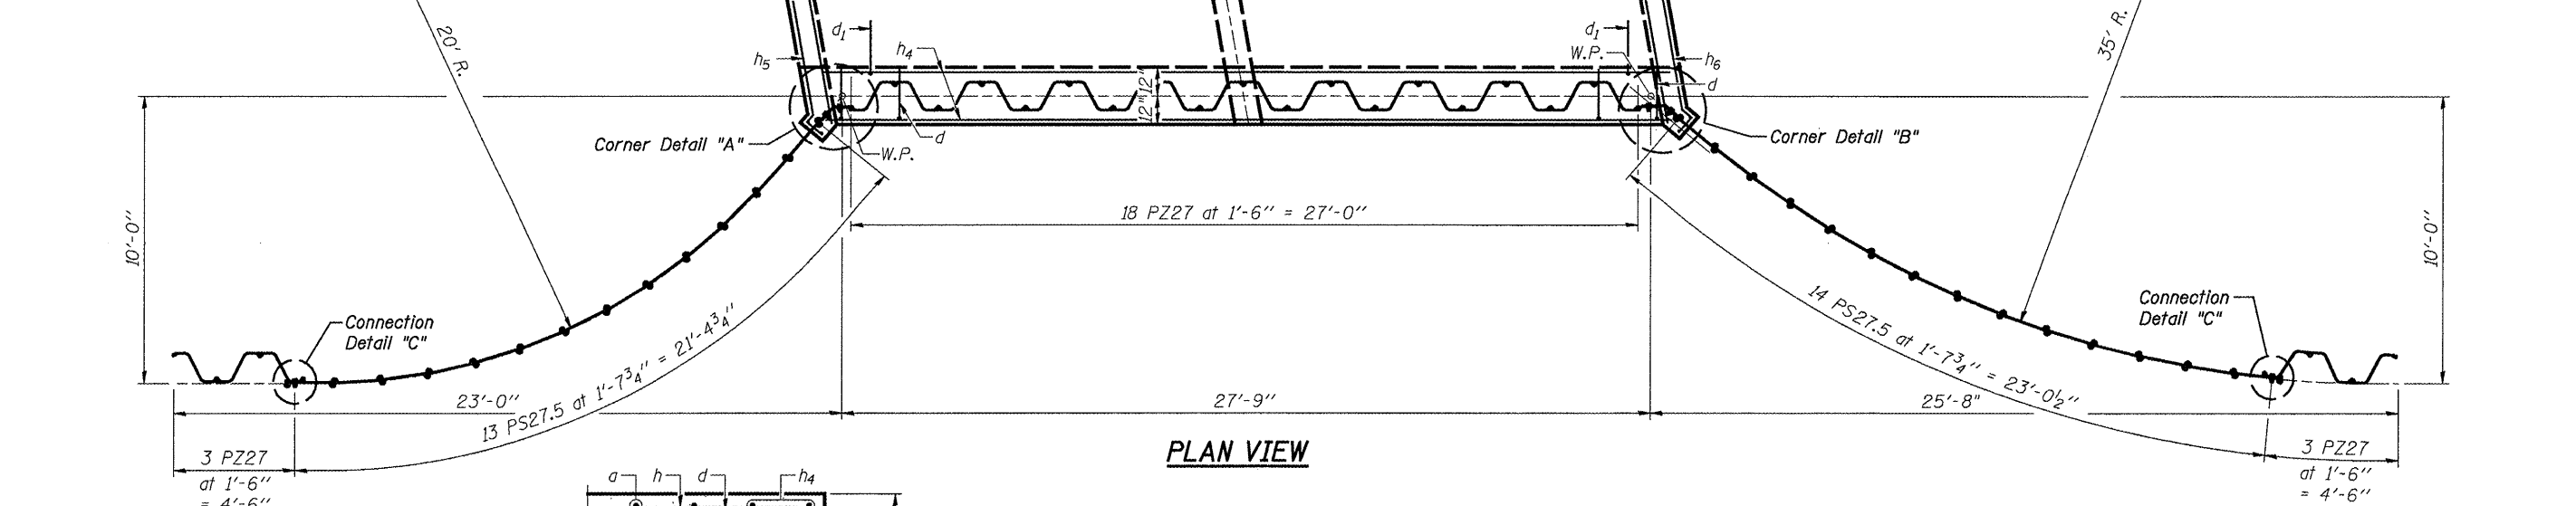 20' R.
35' R.
d1
d1
h5
h4
W.P.
h6
d
12" 12"
Corner Detail "A"
d
W.P.
Corner Detail "B"
10'-0"
10'-0"
18 PZ27 at 1'-6" = 27'-0"
Connection
Detail "C"
Connection
Detail "C"
13 PS27.5 at 1'-7¾" = 21'-4¾"
14 PS27.5 at 1'-7¾" = 23'-0½"
23'-0"
27'-9"
25'-8"
PLAN VIEW
3 PZ27
at 1'-6"
= 4'-6"
3 PZ27
at 1'-6"
= 4'-6"
a
h
d
h4